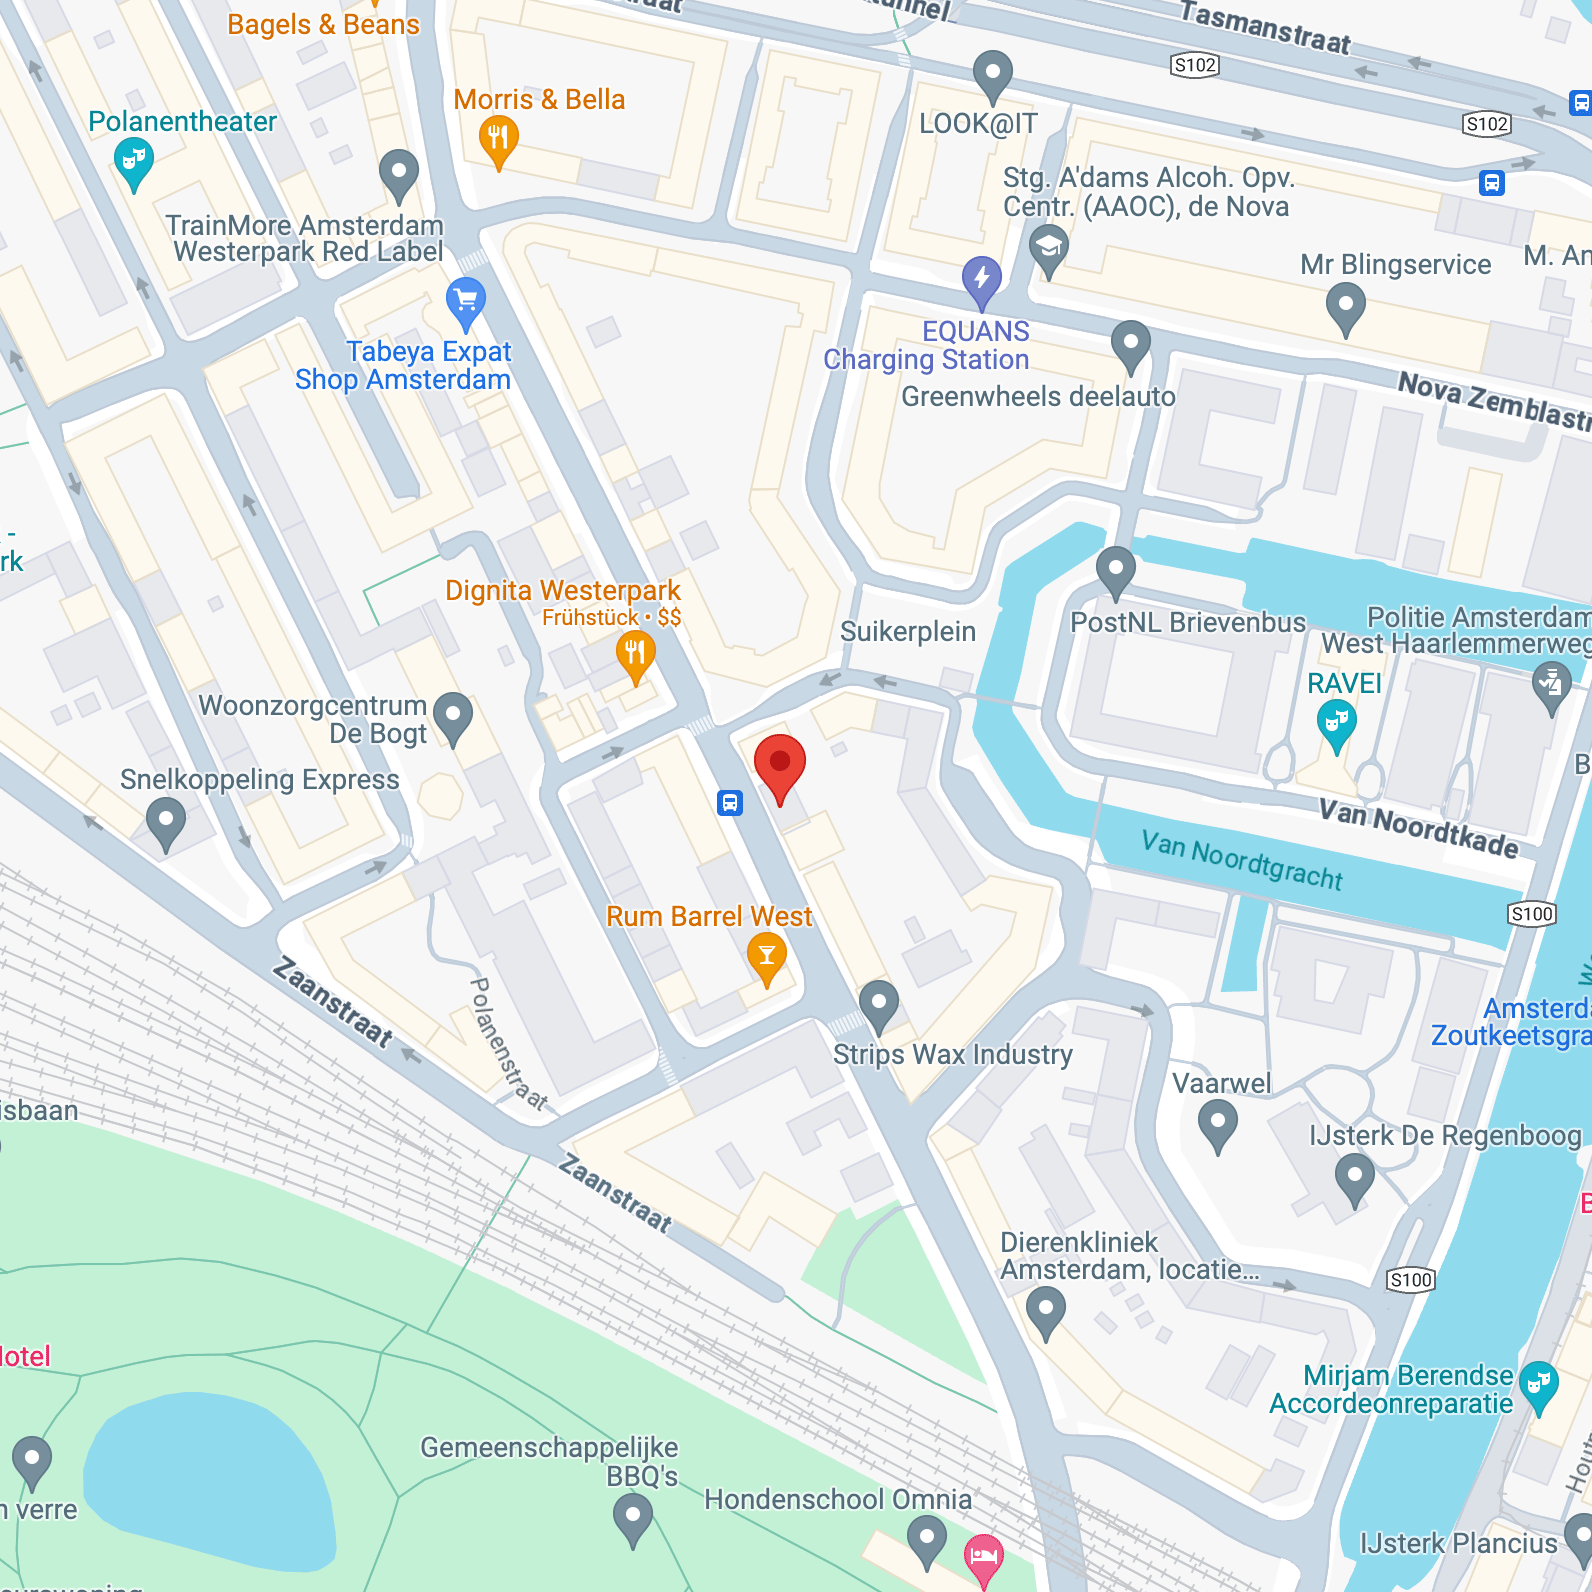 Bagels & Beans
Tasmanstraat
S102
Morris & Bella
LOOK@IT
S102
Polanentheater
Stg. A'dams Alcoh. Opv.
Centr. (AAOC), de Nova
TrainMore Amsterdam
Westerpark Red Label
Mr Blingservice
M. An
EQUANS
Charging Station
Tabeya Expat
Shop Amsterdam
Greenwheels deelauto
Nova Zemblastr
-
rk
Dignita Westerpark
Frühstück • $$
Suikerplein
PostNL Brievenbus
Politie Amsterdam
West Haarlemmerweg
RAVEI
Woonzorgcentrum
De Bogt
Snelkoppeling Express
B
Van Noordtkade
Van Noordtgracht
Rum Barrel West
S100
Zaanstraat
Polanenstraat
Amsterda
Zoutkeetsgra
Strips Wax Industry
Vaarwel
isbaan
IJsterk De Regenboog
Zaanstraat
Dierenkliniek
Amsterdam, locatie...
S100
Hotel
Mirjam Berendse
Accordeonreparatie
Gemeenschappelijke
BBQ's
Hondenschool Omnia
n verre
IJsterk Plancius